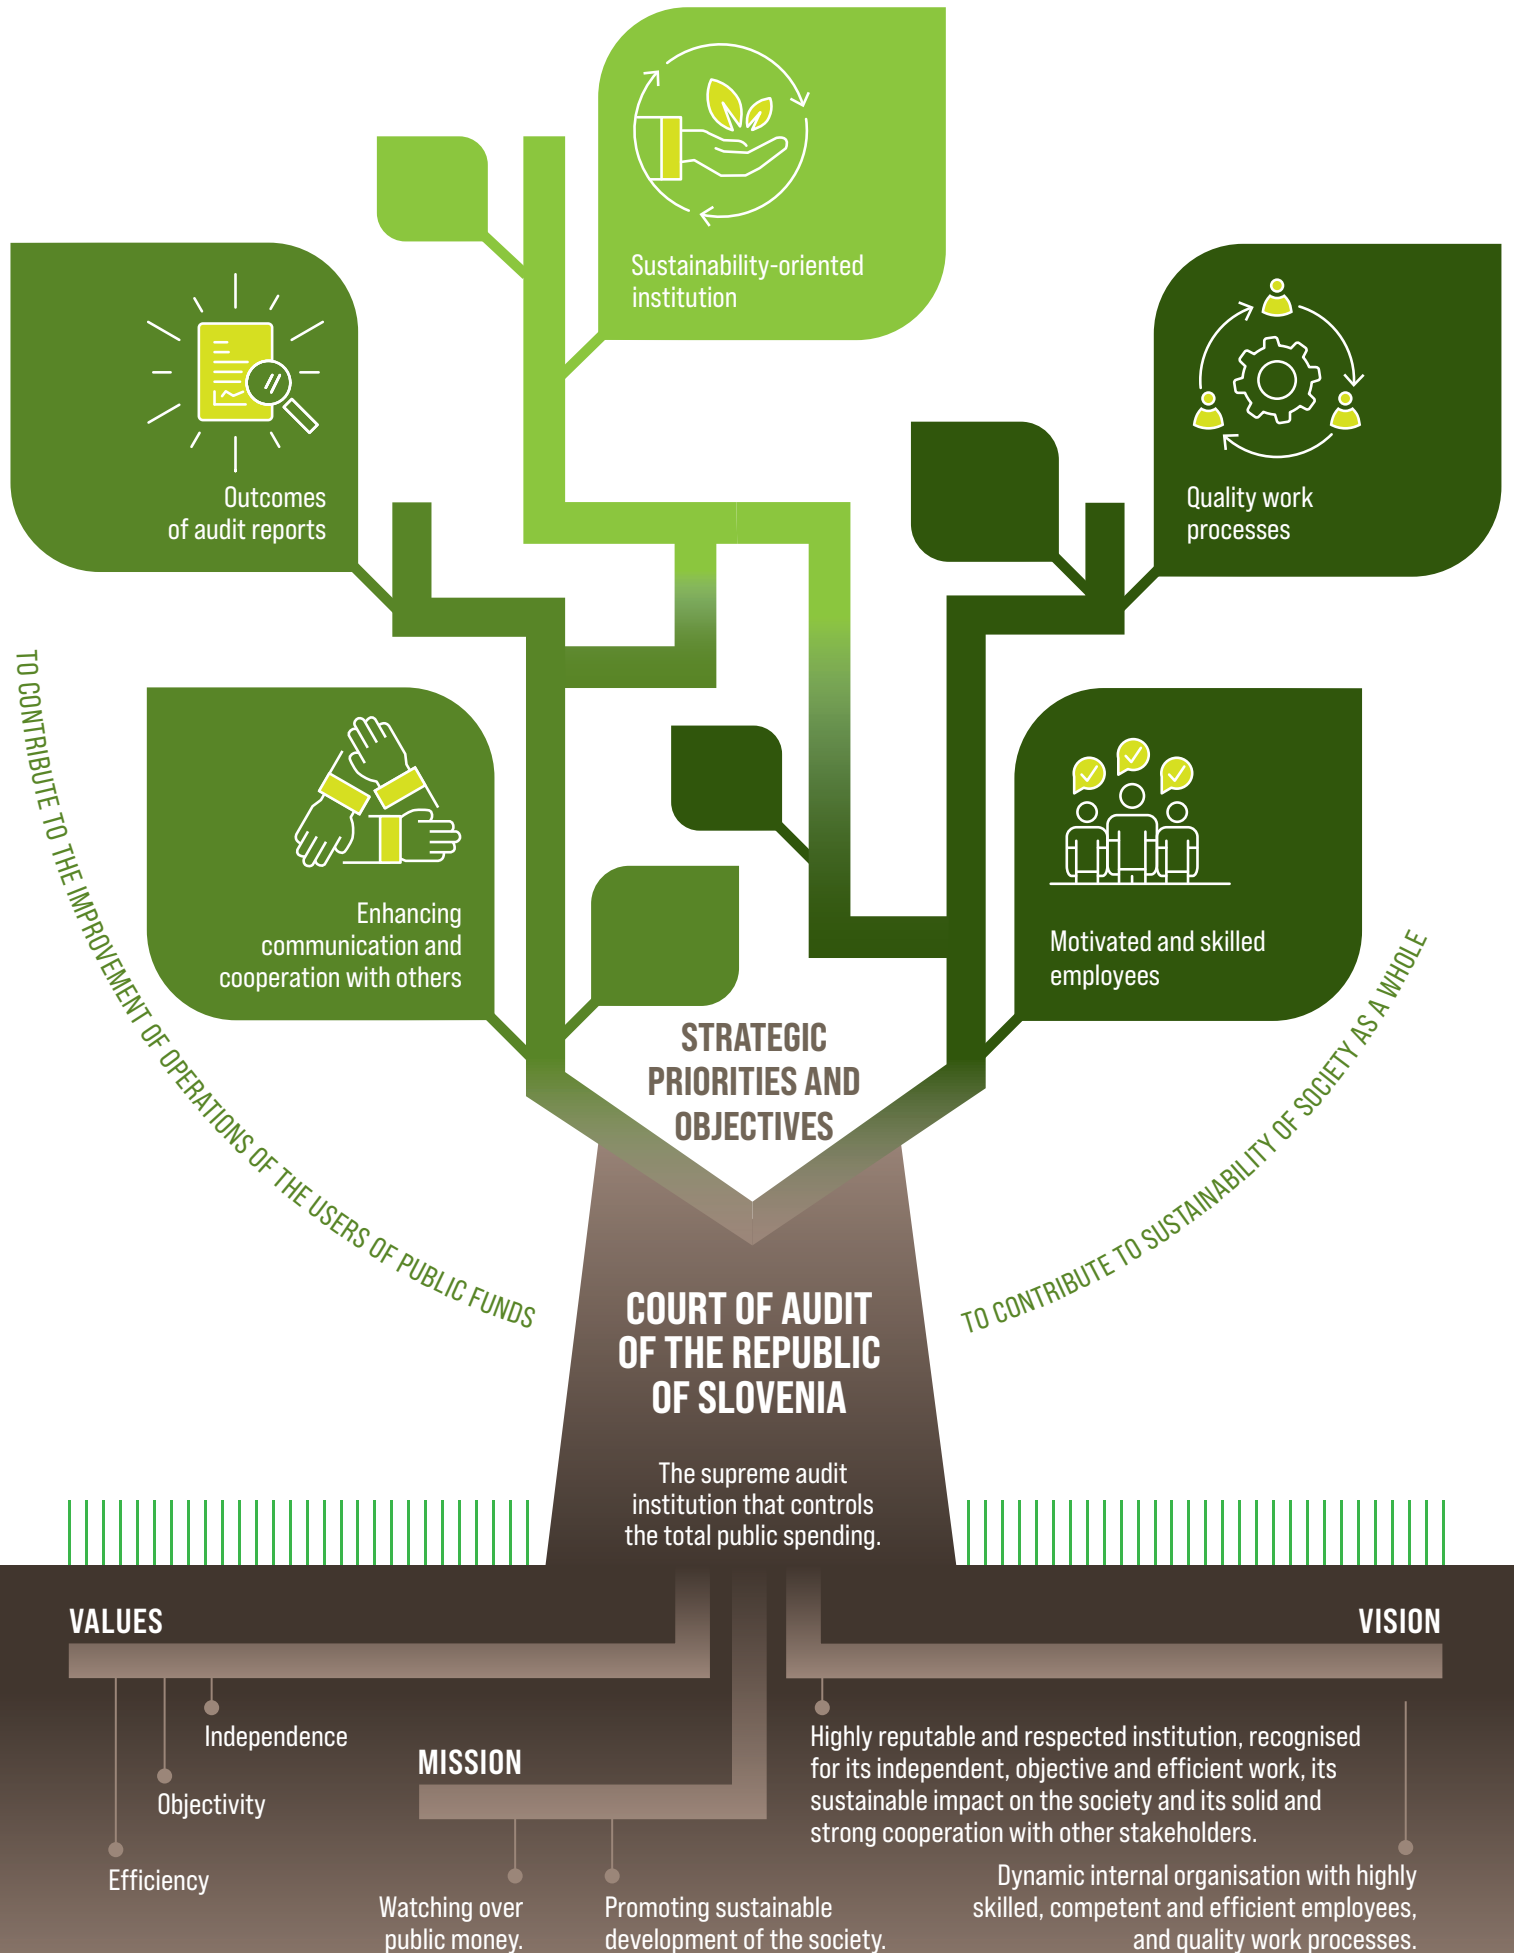 Sustainability-oriented
institution
Outcomes
of audit reports
Quality work
processes
Enhancing
communication and
cooperation with others
Motivated and skilled
employees
TO CONTRIBUTE TO THE IMPROVEMENT OF OPERATIONS OF THE USERS OF PUBLIC FUNDS
TO CONTRIBUTE TO SUSTAINABILITY OF SOCIETY AS A WHOLE
STRATEGIC
PRIORITIES AND
OBJECTIVES
COURT OF AUDIT
OF THE REPUBLIC
OF SLOVENIA
The supreme audit
institution that controls
the total public spending.
VALUES
Independence
Objectivity
Efficiency
MISSION
Watching over
public money.
Promoting sustainable
development of the society.
VISION
Highly reputable and respected institution, recognised
for its independent, objective and efficient work, its
sustainable impact on the society and its solid and
strong cooperation with other stakeholders.
Dynamic internal organisation with highly
skilled, competent and efficient employees,
and quality work processes.